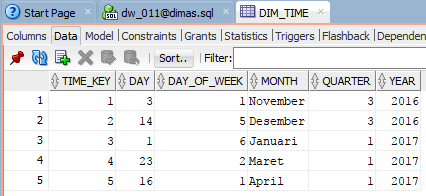 Start Page dw_011@dimas.sql DIM_TIME
Columns Data Model Constraints Grants Statistics Triggers Flashback Dependen
Sort.. Filter:
TIME_KEY DAY DAY_OF_WEEK MONTH QUARTER YEAR
1 1 3 1 November 3 2016
2 2 14 5 Desember 3 2016
3 3 1 6 Januari 1 2017
4 4 23 2 Maret 1 2017
5 5 16 1 April 1 2017